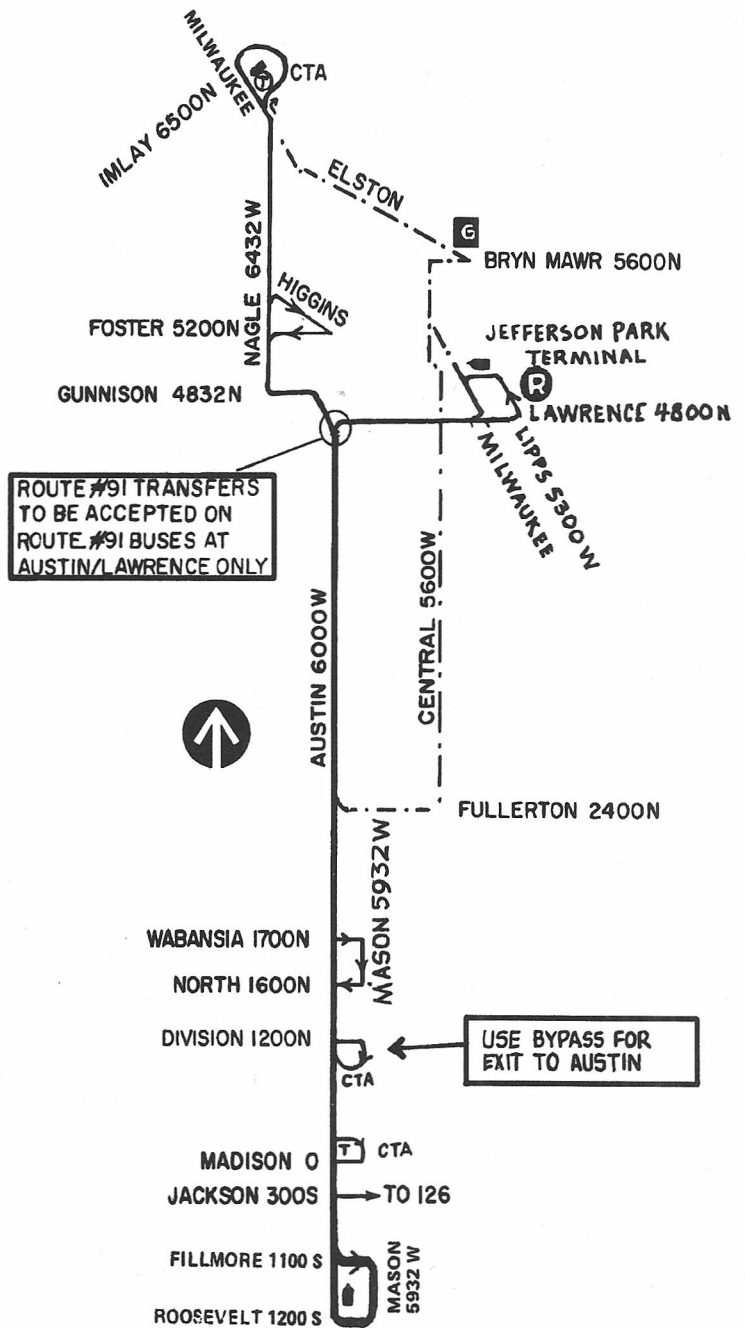 MILWAUKEE
CTA
T
IMLAY 6500N
ELSTON
G
BRYN MAWR 5600N
NAGLE 6432W
HIGGINS
FOSTER 5200N
JEFFERSON PARK
TERMINAL
R
GUNNISON 4832N
LAWRENCE 4800N
LIPPS 5300W
MILWAUKEE
ROUTE #91 TRANSFERS
TO BE ACCEPTED ON
ROUTE #91 BUSES AT
AUSTIN/LAWRENCE ONLY
AUSTIN 6000W
CENTRAL 5600W
FULLERTON 2400N
MASON 5932W
WABANSIA 1700N
NORTH 1600N
DIVISION 1200N
CTA
USE BYPASS FOR
EXIT TO AUSTIN
MADISON 0
T
CTA
JACKSON 300S
TO 126
FILLMORE 1100 S
MASON
5932 W
ROOSEVELT 1200 S